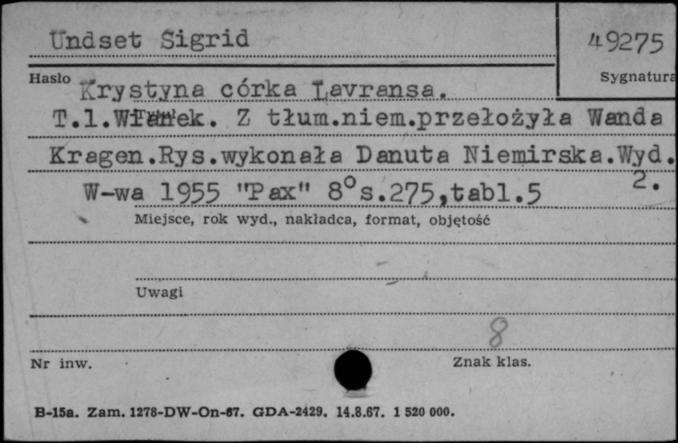 Undset Sigrid
49275
Hasło
Sygnatura
Krystyna córka Lavransa.
T.1.Wianek. Z tłum.niem.przełożyła Wanda
Kragen.Rys.wykonała Danuta Niemirska.Wyd.
W-wa 1955 "Pax" 8°s.275,tabl.5 2.
Miejsce, rok wyd., nakładca, format, objętość
Uwagi
8
Nr inw.
Znak klas.
B-15a. Zam. 1278-DW-On-67. GDA-2429. 14.8.67. 1 520 000.